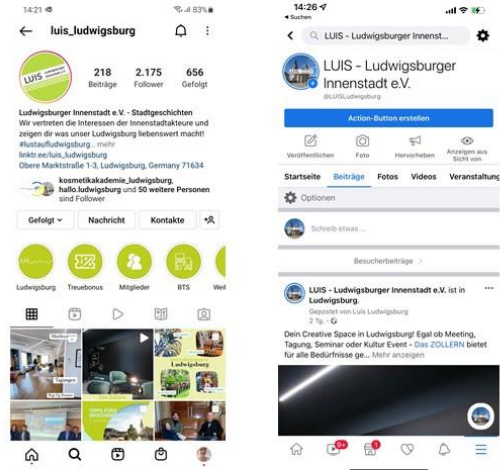 14:21
83%
luis_ludwigsburg
LUIS
218
2.175
656
Beiträge
Follower
Gefolgt
Ludwigsburger Innenstadt e.V. - Stadtgeschichten
Wir vertreten die Interessen der Innenstadtakteure und
zeigen dir was unser Ludwigsburg liebenswert macht!
#lustaufludwigsburg... mehr
linktr.ee/luis_ludwigsburg
Obere Marktstraße 1-3, Ludwigsburg, Germany 71634
kosmetikakademie_ludwigsburg,
hallo.ludwigsburg und 50 weitere Personen
sind Follower
Gefolgt
Nachricht
Kontakte
Ludwigsburg
Treuebonus
Mitglieder
BTS
Wei
Ludwigsburg
14:26
Suchen
LUIS - Ludwigsburger Innenst...
LUIS - Ludwigsburger
Innenstadt e.V.
@LUISLudwigsburg
Action-Button erstellen
Veröffentlichen
Foto
Hervorheben
Anzeigen aus
Sicht von
Startseite
Beiträge
Fotos
Videos
Veranstaltung
Optionen
Schreib etwas ...
Besucherbeiträge
LUIS - Ludwigsburger Innenstadt e.V. ist in
Ludwigsburg.
Gepostet von Luis Ludwigsburg
2 Tg.
Dein Creative Space in Ludwigsburg! Egal ob Meeting,
Tagung, Seminar oder Kultur Event - Das ZOLLERN bietet
für alle Bedürfnisse ge... Mehr anzeigen
9+
1